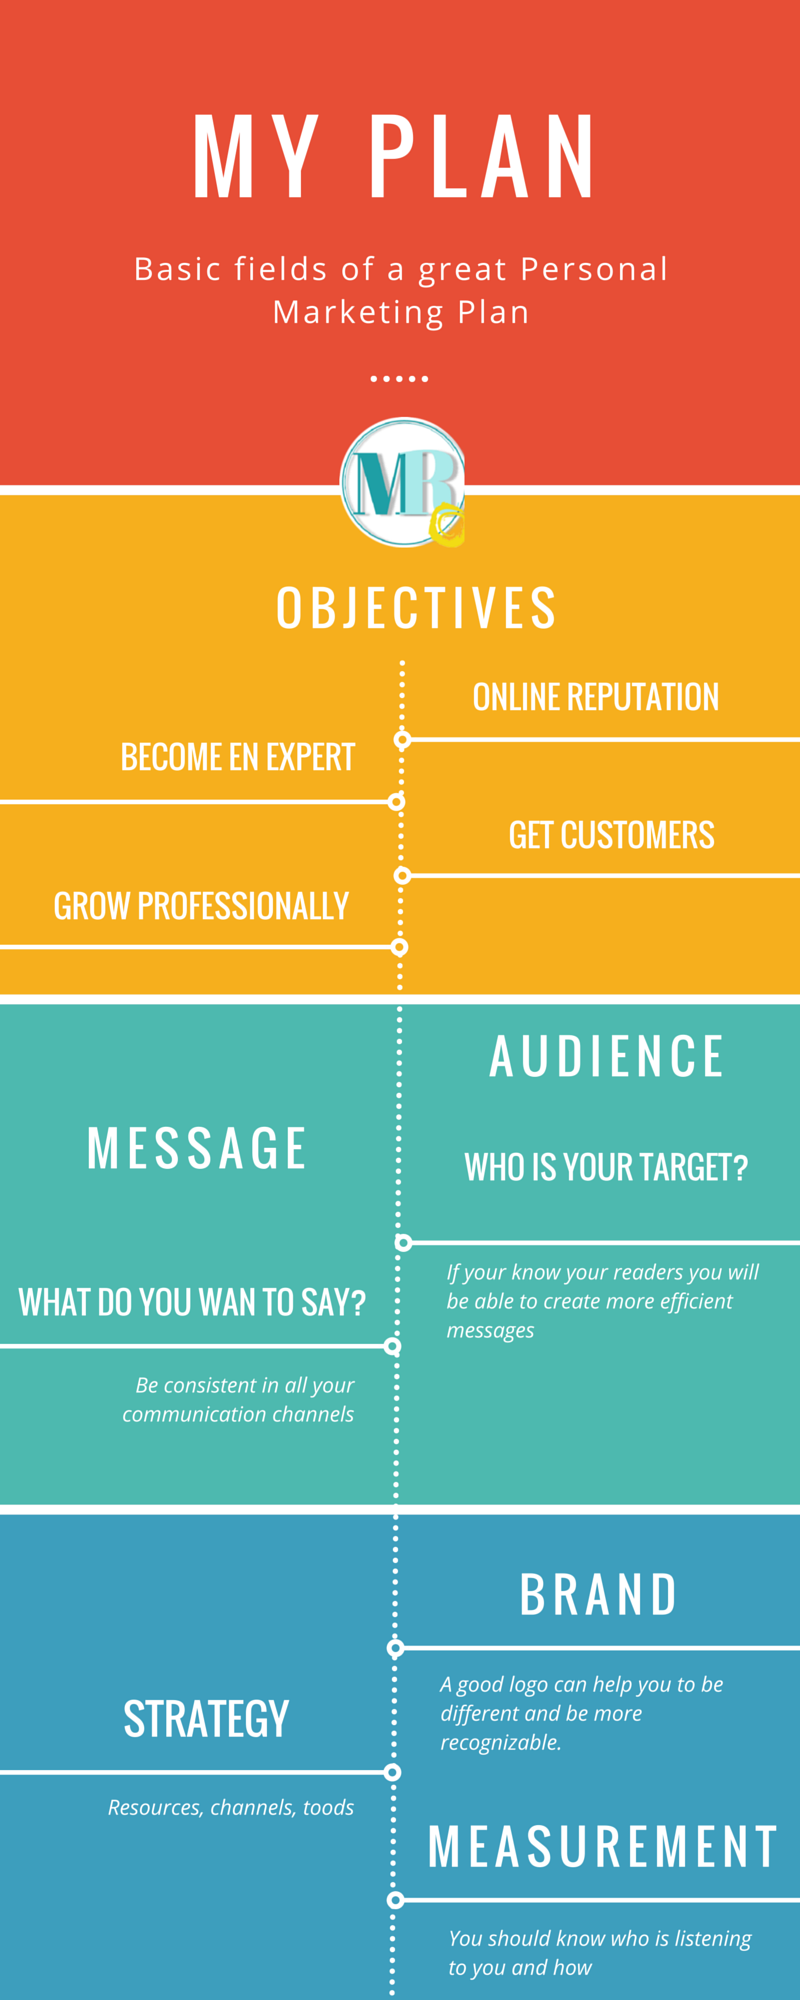 MY PLAN
Basic fields of a great Personal
Marketing Plan
MR
OBJECTIVES
ONLINE REPUTATION
BECOME EN EXPERT
GET CUSTOMERS
GROW PROFESSIONALLY
AUDIENCE
MESSAGE
WHO IS YOUR TARGET?
If your know your readers you will
be able to create more efficient
messages
WHAT DO YOU WAN TO SAY?
Be consistent in all your
communication channels
BRAND
A good logo can help you to be
different and be more
recognizable.
STRATEGY
Resources, channels, toods
MEASUREMENT
You should know who is listening
to you and how